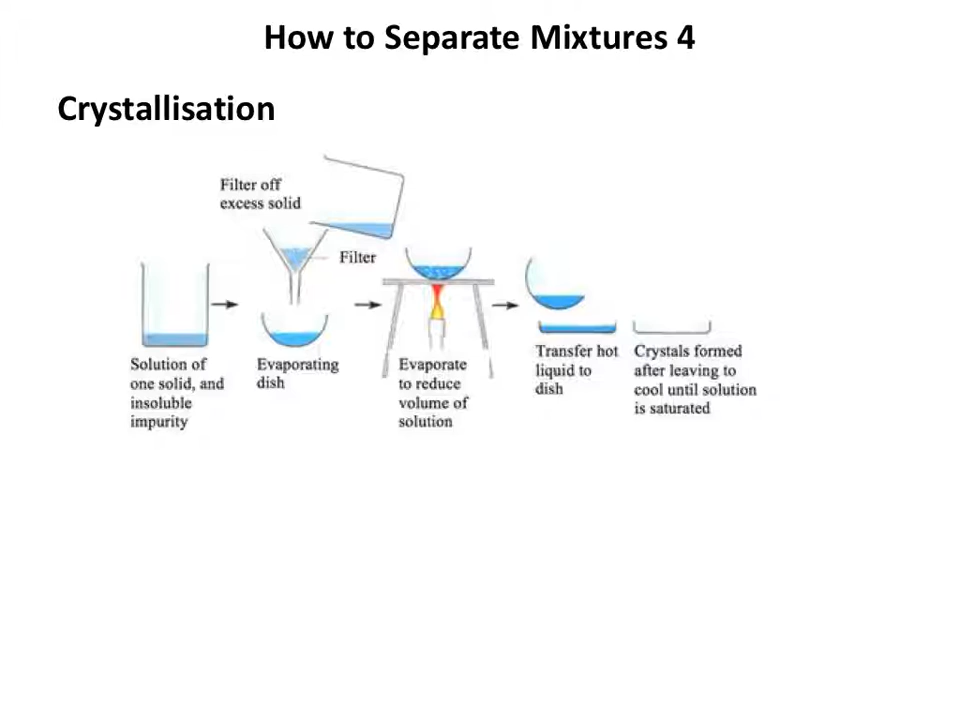 How to Separate Mixtures 4
Crystallisation
Filter off
excess solid
Filter
Solution of
one solid, and
insoluble
impurity
Evaporating
dish
Evaporate
to reduce
volume of
solution
Transfer hot
liquid to
dish
Crystals formed
after leaving to
cool until solution
is saturated